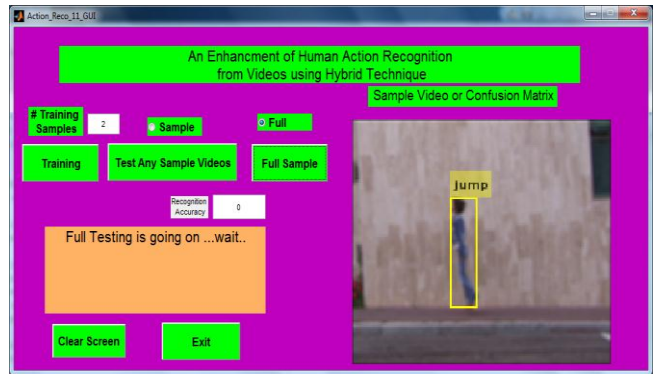 Action_Reco_11_GUI
An Enhancment of Human Action Recognition
from Videos using Hybrid Technique
Sample Video or Confusion Matrix
# Training
Samples
2
Sample
Full
Training
Test Any Sample Videos
Full Sample
jump
Recognition
Accuracy
0
Full Testing is going on ...wait..
Clear Screen
Exit